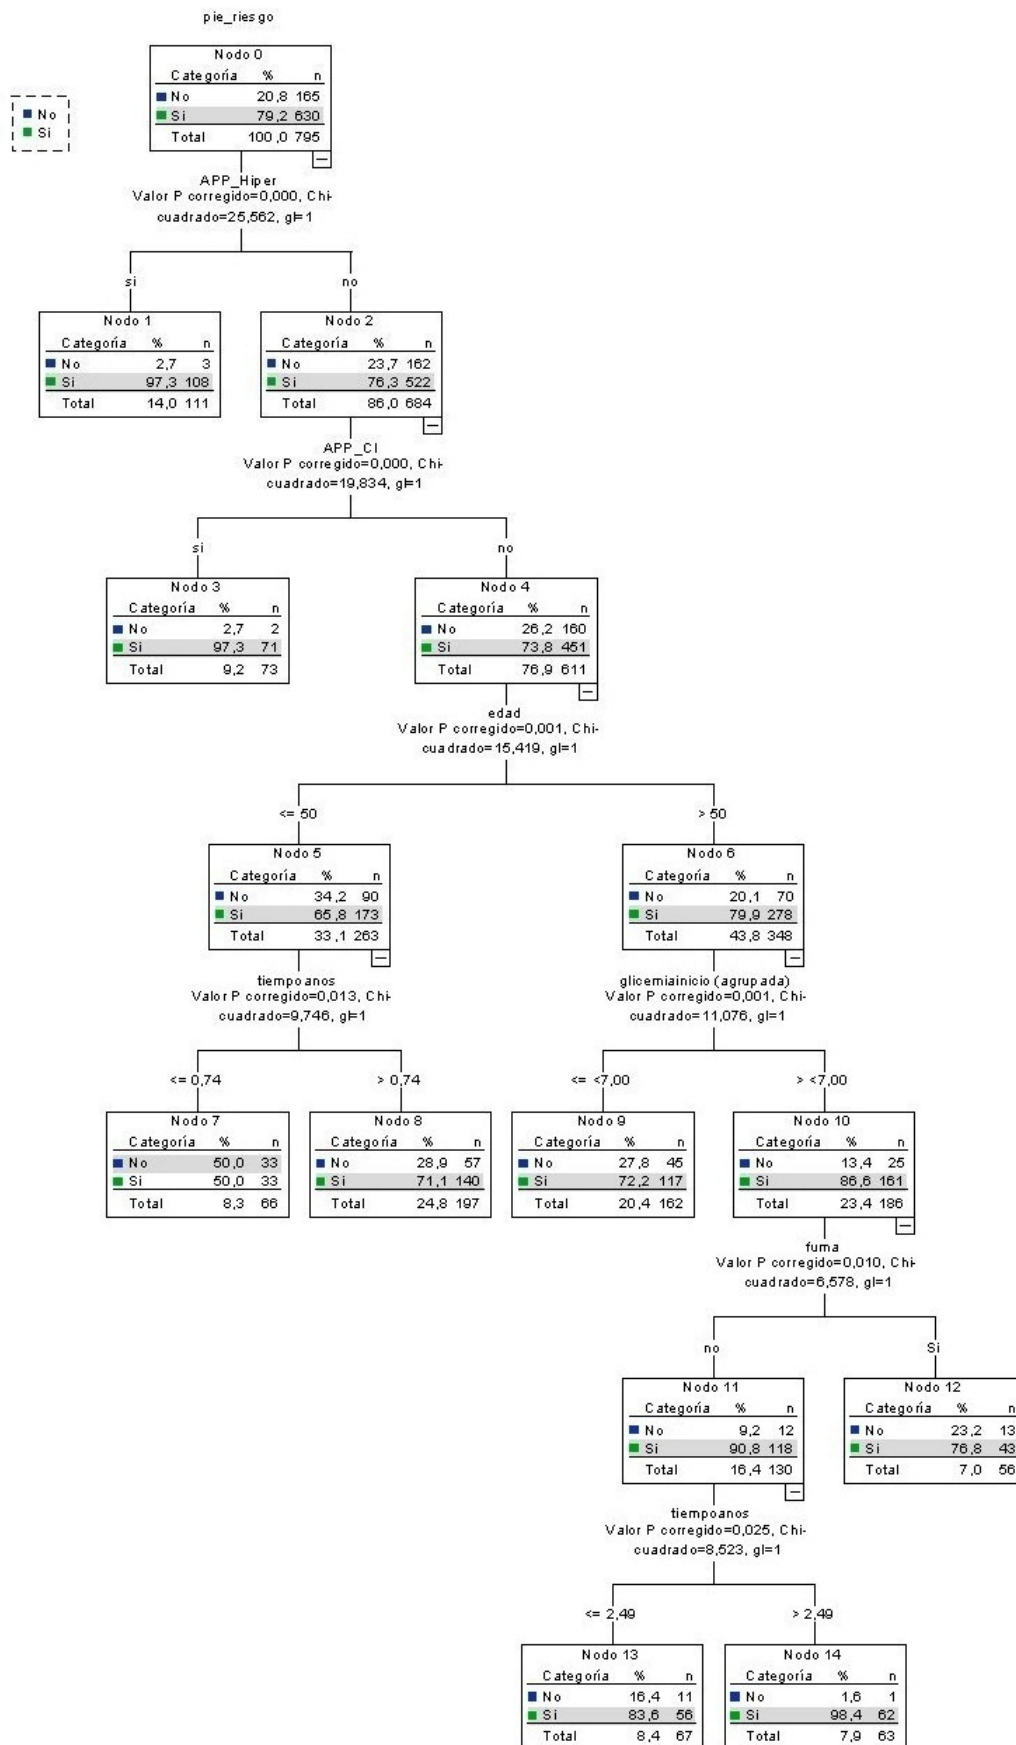 pie_riesgo
No
Si
Nodo 0
Categoría % n
No 20,8 165
Si 79,2 630
Total 100,0 795
APP_Hiper
Valor P corregido=0,000, Chi-
cuadrado=25,562, gl=1
si
no
Nodo 1
Categoría % n
No 2,7 3
Si 97,3 108
Total 14,0 111
Nodo 2
Categoría % n
No 23,7 162
Si 76,3 522
Total 86,0 684
APP_CI
Valor P corregido=0,000, Chi-
cuadrado=19,834, gl=1
si
no
Nodo 3
Categoría % n
No 2,7 2
Si 97,3 71
Total 9,2 73
Nodo 4
Categoría % n
No 26,2 160
Si 73,8 451
Total 76,9 611
edad
Valor P corregido=0,001, Chi-
cuadrado=15,419, gl=1
<= 50
> 50
Nodo 5
Categoría % n
No 34,2 90
Si 65,8 173
Total 33,1 263
Nodo 6
Categoría % n
No 20,1 70
Si 79,9 278
Total 43,8 348
tiempoanos
Valor P corregido=0,013, Chi-
cuadrado=9,746, gl=1
glicemiainicio (agrupada)
Valor P corregido=0,001, Chi-
cuadrado=11,076, gl=1
<= 0,74
> 0,74
<= <7,00
> <7,00
Nodo 7
Categoría % n
No 50,0 33
Si 50,0 33
Total 8,3 66
Nodo 8
Categoría % n
No 28,9 57
Si 71,1 140
Total 24,8 197
Nodo 9
Categoría % n
No 27,8 45
Si 72,2 117
Total 20,4 162
Nodo 10
Categoría % n
No 13,4 25
Si 86,6 161
Total 23,4 186
fuma
Valor P corregido=0,010, Chi-
cuadrado=6,578, gl=1
no
Si
Nodo 11
Categoría % n
No 9,2 12
Si 90,8 118
Total 16,4 130
Nodo 12
Categoría % n
No 23,2 13
Si 76,8 43
Total 7,0 56
tiempoanos
Valor P corregido=0,025, Chi-
cuadrado=8,523, gl=1
<= 2,49
> 2,49
Nodo 13
Categoría % n
No 16,4 11
Si 83,6 56
Total 8,4 67
Nodo 14
Categoría % n
No 1,6 1
Si 98,4 62
Total 7,9 63